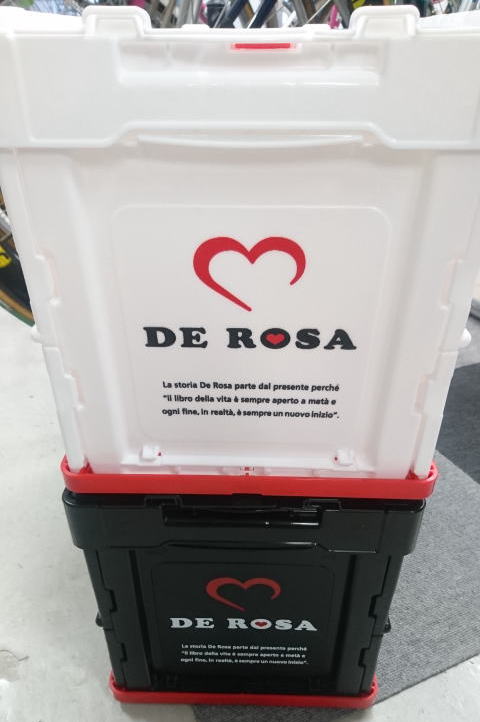 DE ROSA
La storia De Rosa parte dal presente perché
"il libro della vita è sempre aperto a metà e
ogni fine, in realtà, è sempre un nuovo inizio".
DE ROSA
La storia De Rosa parte dal presente perché
"il libro della vita è sempre aperto a metà e
ogni fine, in realtà, è sempre un nuovo inizio".